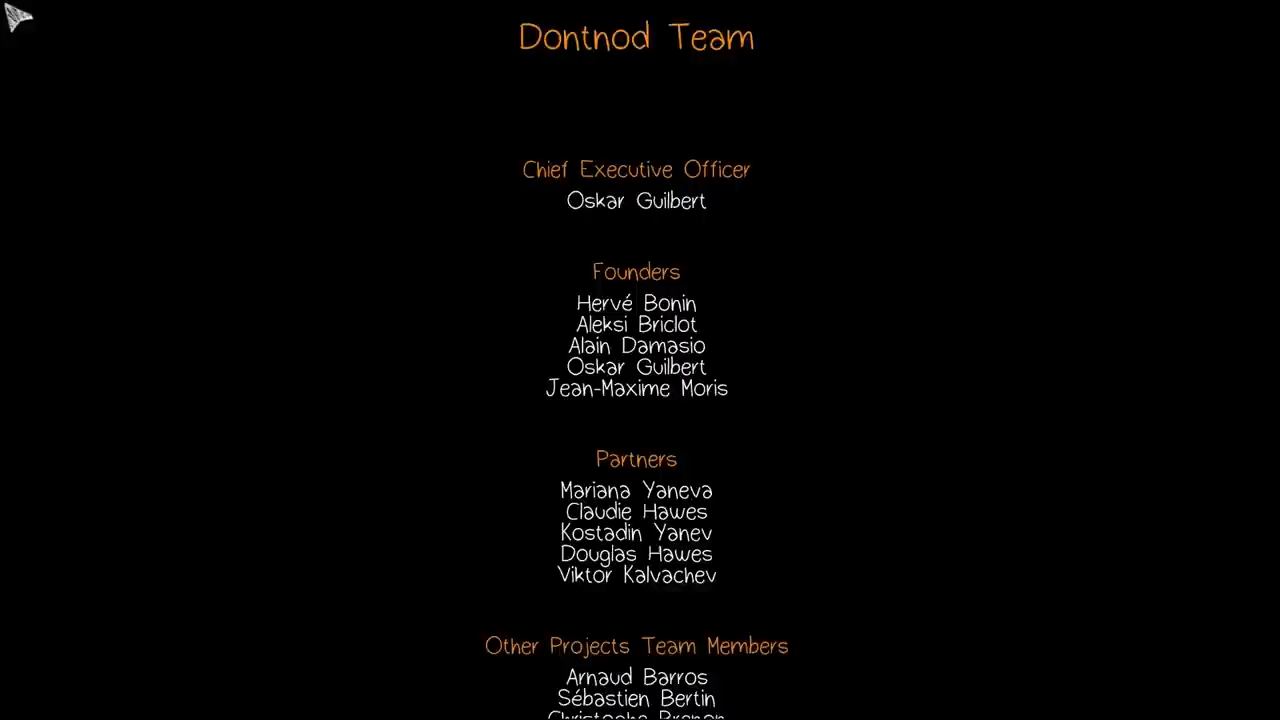 Dontnod Team
Chief Executive Officer
Oskar Guilbert
Founders
Hervé Bonin
Aleksi Briclot
Alain Damasio
Oskar Guilbert
Jean-Maxime Moris
Partners
Mariana Yaneva
Claudie Hawes
Kostadin Yanev
Douglas Hawes
Viktor Kalvachev
Other Projects Team Members
Arnaud Barros
Sébastien Bertin
Christophe